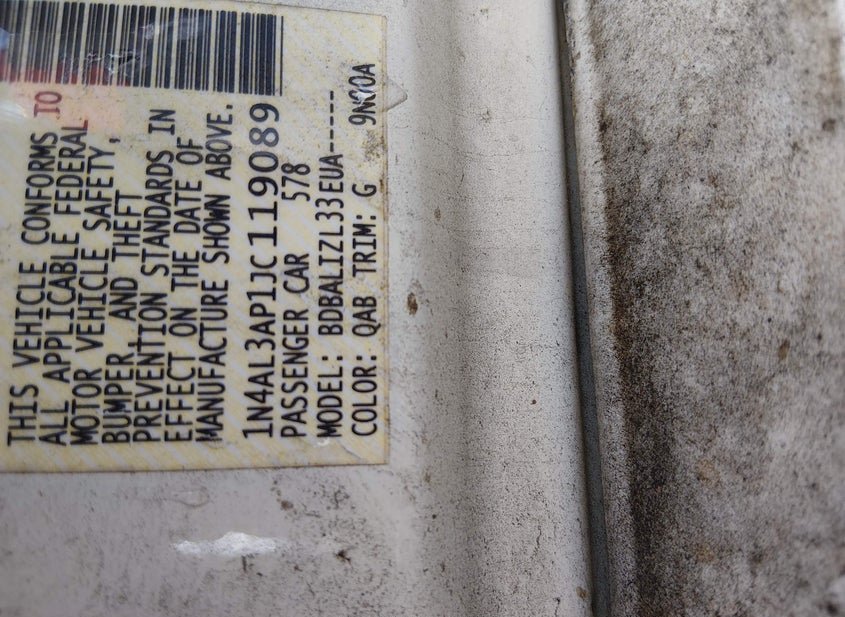 THIS VEHICLE CONFORMS TO
ALL APPLICABLE FEDERAL
MOTOR VEHICLE SAFETY,
BUMPER, AND THEFT
PREVENTION STANDARDS IN
EFFECT ON THE DATE OF
MANUFACTURE SHOWN ABOVE.
1N4AL3AP1JC119089
PASSENGER CAR 578
MODEL: BDBALIZL33EUA-----
COLOR: QAB TRIM: G